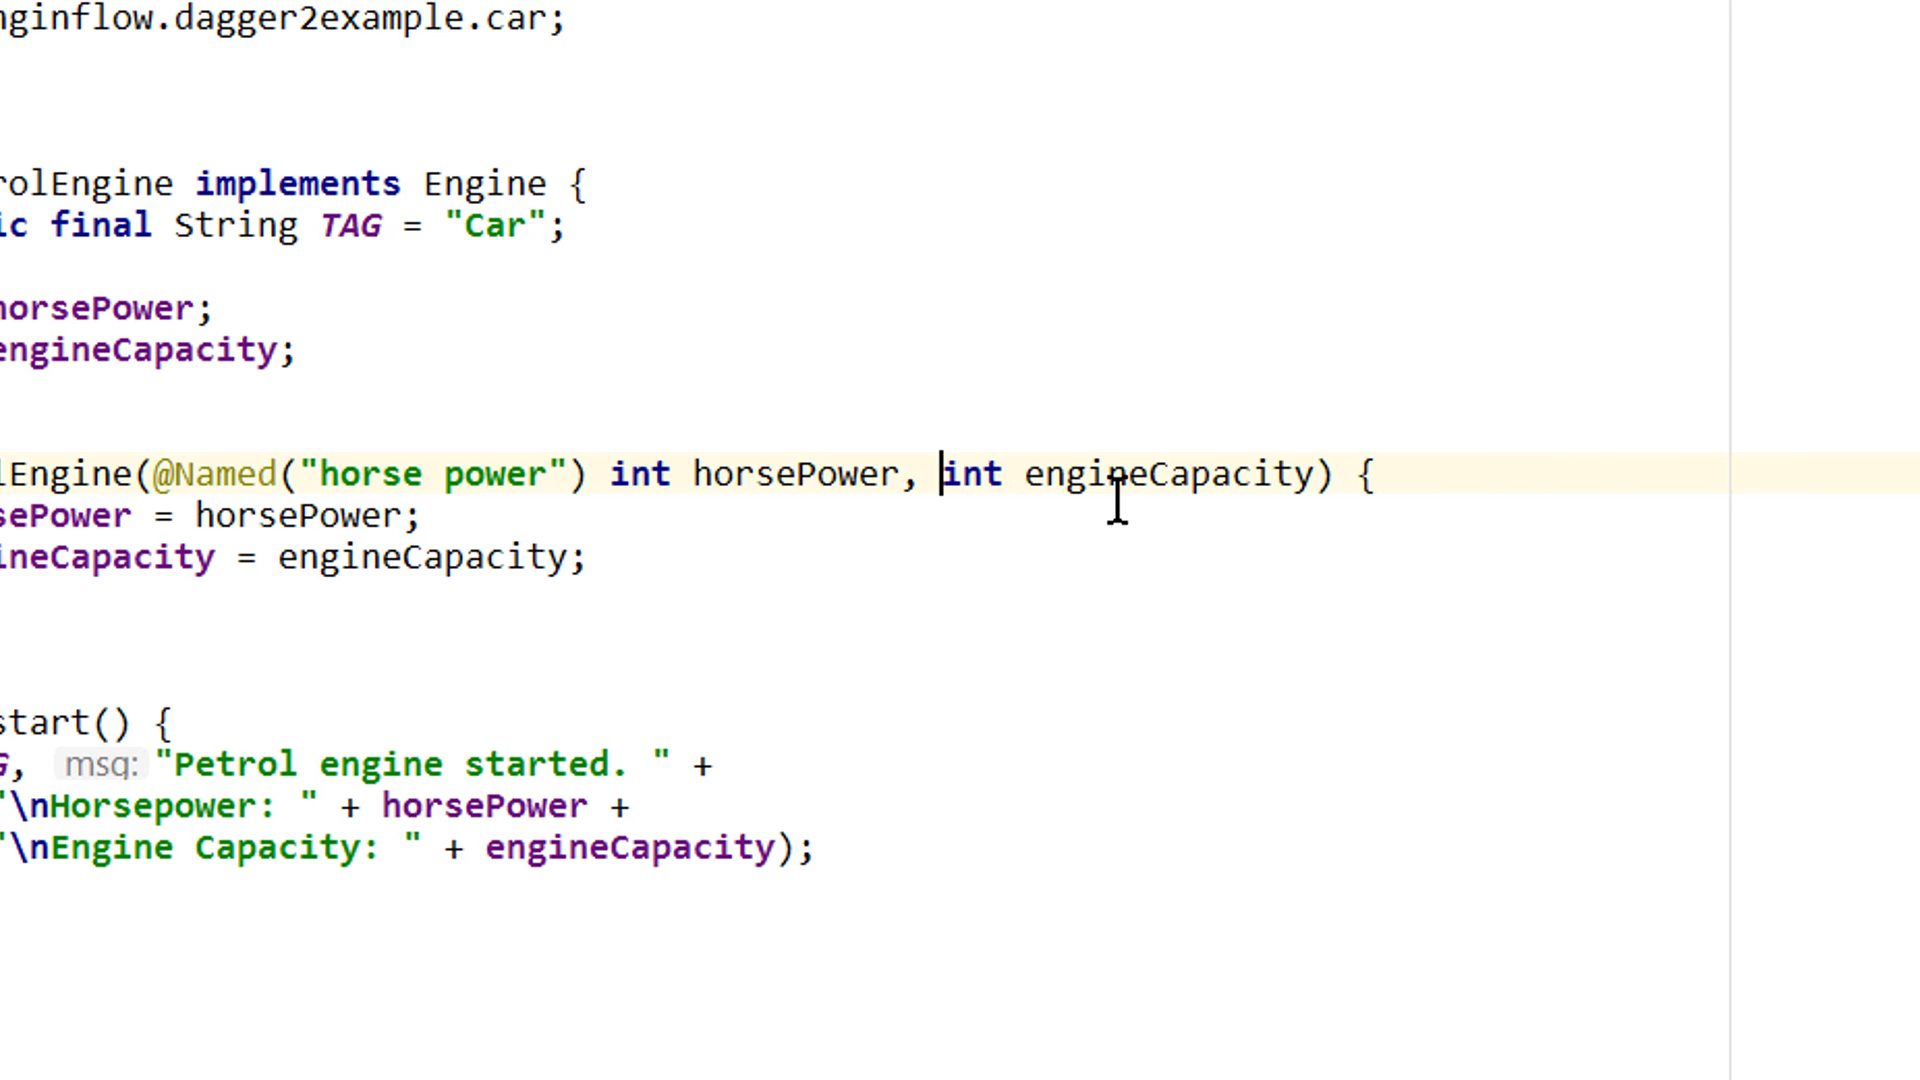 nginflow.dagger2example.car;
rolEngine implements Engine {
ic final String TAG = "Car";
horsePower;
engineCapacity;
lEngine(@Named("horse power") int horsePower, int engineCapacity) {
sePower = horsePower;
ineCapacity = engineCapacity;
start() {
G, msg: "Petrol engine started. " +
"\nHorsepower: " + horsePower +
"\nEngine Capacity: " + engineCapacity);